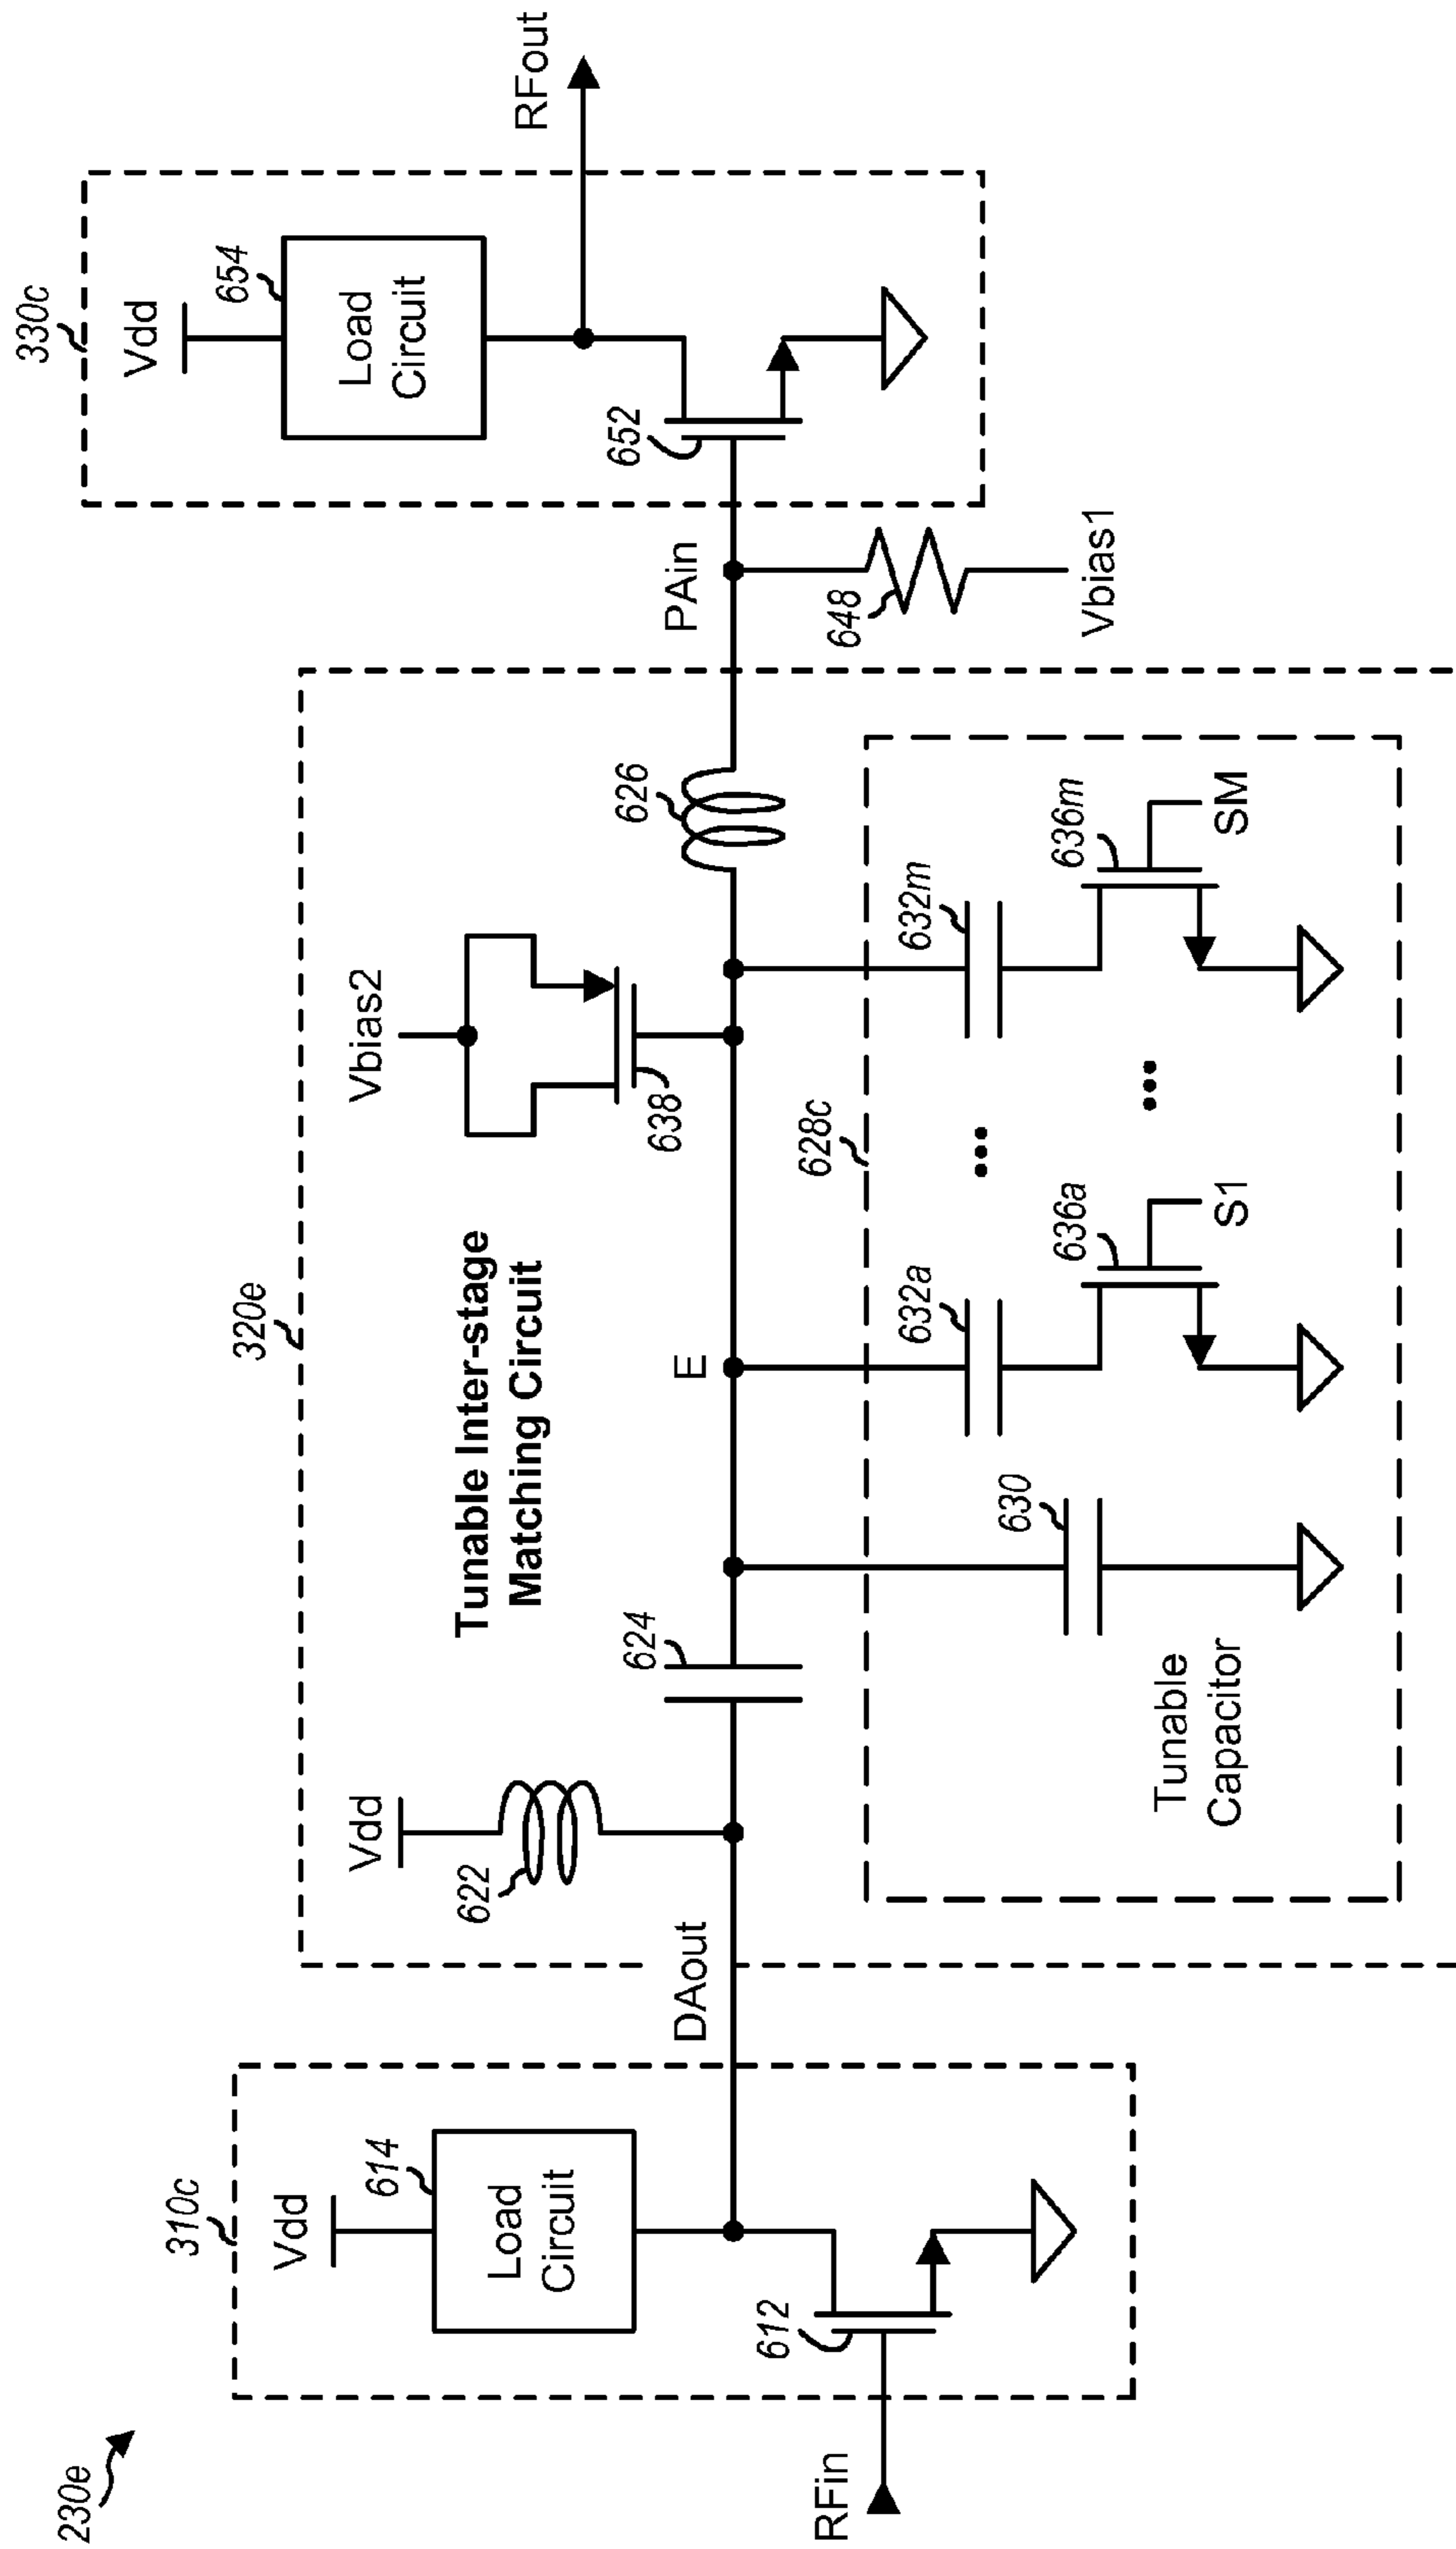 230e
310c
Vdd
614
Load
Circuit
612
RFin
DAout
320e
Vdd
622
624
Tunable Inter-stage
Matching Circuit
E
Vbias2
638
626
628c
630
632a
636a
S1
...
...
632m
636m
SM
Tunable
Capacitor
PAin
648
Vbias1
330c
Vdd
654
Load
Circuit
652
RFout